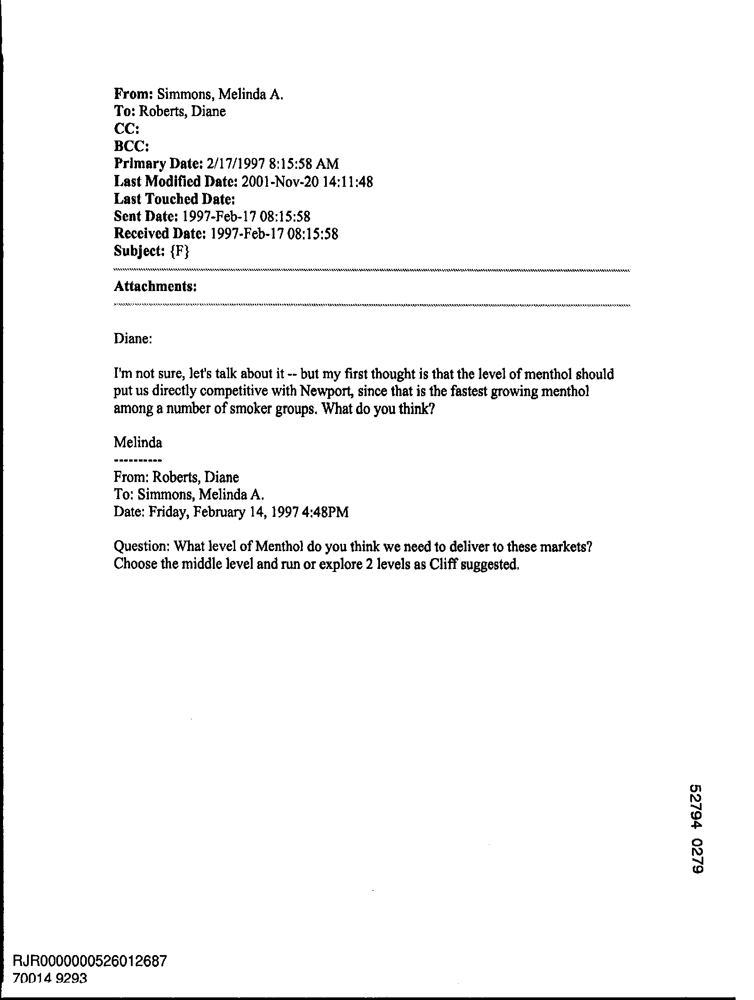 From: Simmons, Melinda A.
To: Roberts, Diane
CC:
BCC:
Primary Date: 2/17/1997 8:15:58 AM
Last Modified Date: 2001-Nov-20 14:11:48
Last Touched Date:
Sent Date: 1997-Feb-17 08:15:58
Received Date: 1997-Feb-17 08:15:58
Subject: {F}
Attachments:
Diane:
I'm not sure, let's talk about it -- but my first thought is that the level of menthol should
put us directly competitive with Newport, since that is the fastest growing menthol
among a number of smoker groups. What do you think?
Melinda
----------
From: Roberts, Diane
To: Simmons, Melinda A.
Date: Friday, February 14, 1997 4:48PM
Question: What level of Menthol do you think we need to deliver to these markets?
Choose the middle level and run or explore 2 levels as Cliff suggested.
52794 0279
RJR0000000526012687
70014 9293